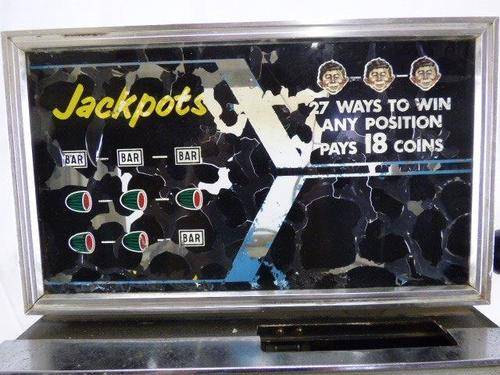 Jackpots
BAR - BAR - BAR
BAR
27 WAYS TO WIN
ANY POSITION
PAYS 18 COINS